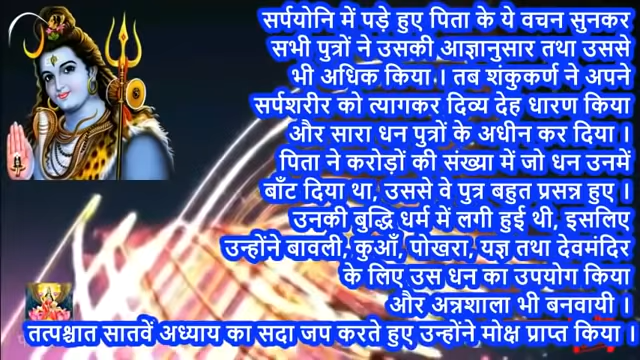 सर्पयोनि में पड़े हुए पिता के ये वचन सुनकर
सभी पुत्रों ने उसकी आज्ञानुसार तथा उससे
भी अधिक किया । तब शंकुकर्ण ने अपने
सर्पशरीर को त्यागकर दिव्य देह धारण किया
और सारा धन पुत्रों के अधीन कर दिया ।
पिता ने करोड़ों की संख्या में जो धन उनमें
बाँट दिया था, उससे वे पुत्र बहुत प्रसन्न हुए ।
उनकी बुद्धि धर्म में लगी हुई थी, इसलिए
उन्होंने बावली, कुआँ, पोखरा, यज्ञ तथा देवमंदिर
के लिए उस धन का उपयोग किया
और अन्नशाला भी बनवायी ।
तत्पश्चात सातवें अध्याय का सदा जप करते हुए उन्होंने मोक्ष प्राप्त किया ।